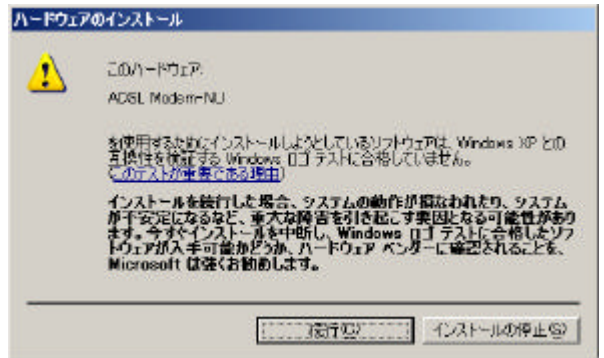 ハードウェアのインストール
このハードウェア:
ADSL Modem-NU
を使用するためにインストールしようとしているソフトウェアは、Windows XP との
互換性を検証する Windows ロゴ テストに合格していません。
(このテストが重要である理由)
インストールを続行した場合、システムの動作が損なわれたり、システム
が不安定になるなど、重大な障害を引き起こす要因となる可能性があり
ます。今すぐインストールを中断し、Windows ロゴ テストに合格したソフ
トウェアが入手可能かどうか、ハードウェア ベンダーに確認されることを、
Microsoft は強くお勧めします。
続行(C)
インストールの停止(S)